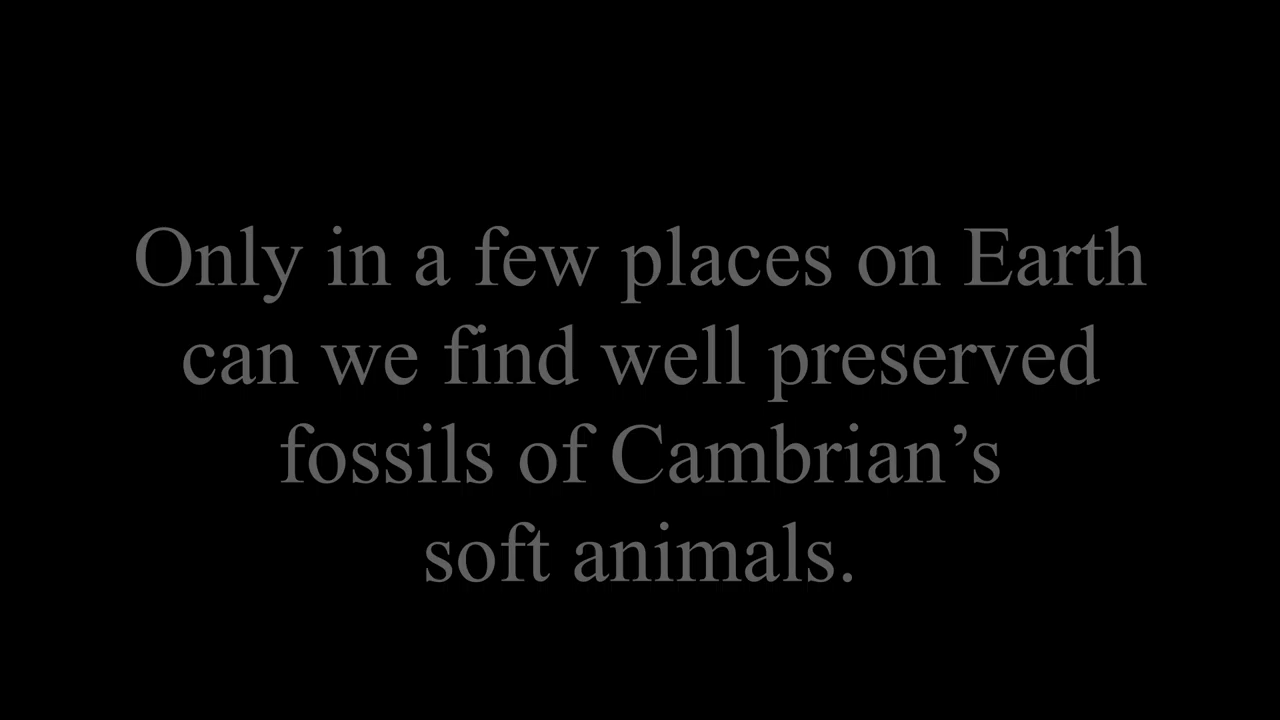 Only in a few places on Earth
can we find well preserved
fossils of Cambrian’s
soft animals.